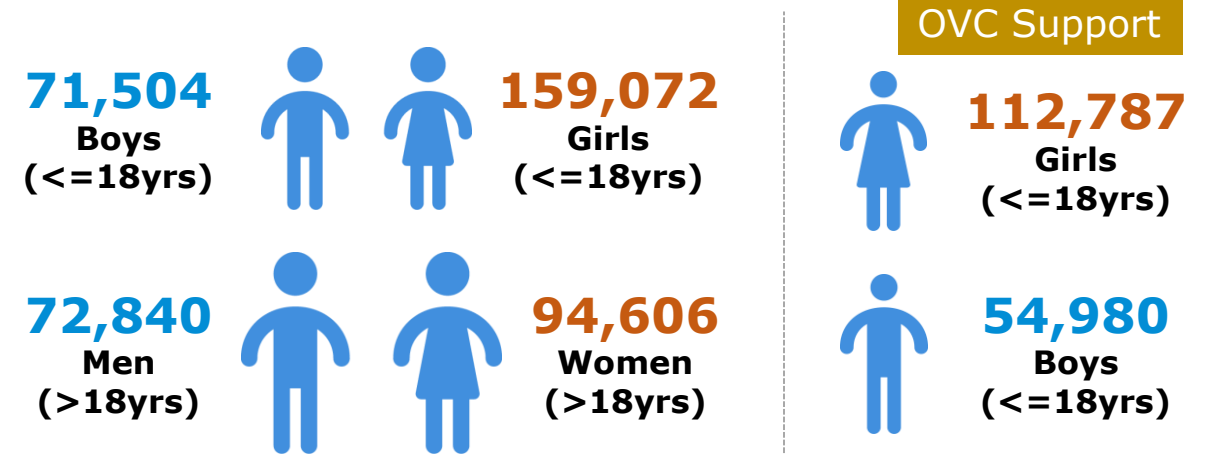 71,504
Boys
(<=18yrs)
159,072
Girls
(<=18yrs)
72,840
Men
(>18yrs)
94,606
Women
(>18yrs)
OVC Support
112,787
Girls
(<=18yrs)
54,980
Boys
(<=18yrs)